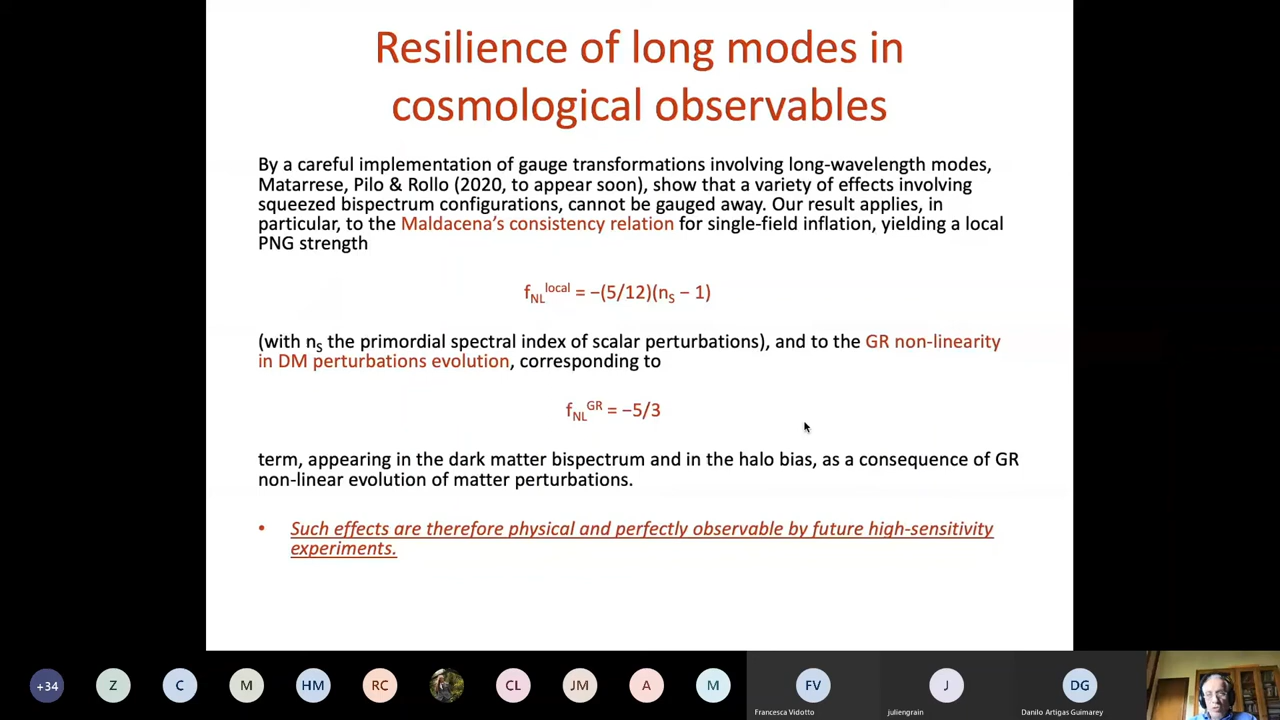 Resilience of long modes in
cosmological observables
By a careful implementation of gauge transformations involving long-wavelength modes,
Matarrese, Pilo & Rollo (2020, to appear soon), show that a variety of effects involving
squeezed bispectrum configurations, cannot be gauged away. Our result applies, in
particular, to the Maldacena's consistency relation for single-field inflation, yielding a local
PNG strength
f_NL^local = −(5/12)(n_S − 1)
(with n_S the primordial spectral index of scalar perturbations), and to the GR non-linearity
in DM perturbations evolution, corresponding to
f_NL^GR = −5/3
term, appearing in the dark matter bispectrum and in the halo bias, as a consequence of GR
non-linear evolution of matter perturbations.
• Such effects are therefore physical and perfectly observable by future high-sensitivity
experiments.
+34 Z C M HM RC CL JM A M FV J DG
Francesca Vidotto juliengrain Danilo Artigas Guimarey